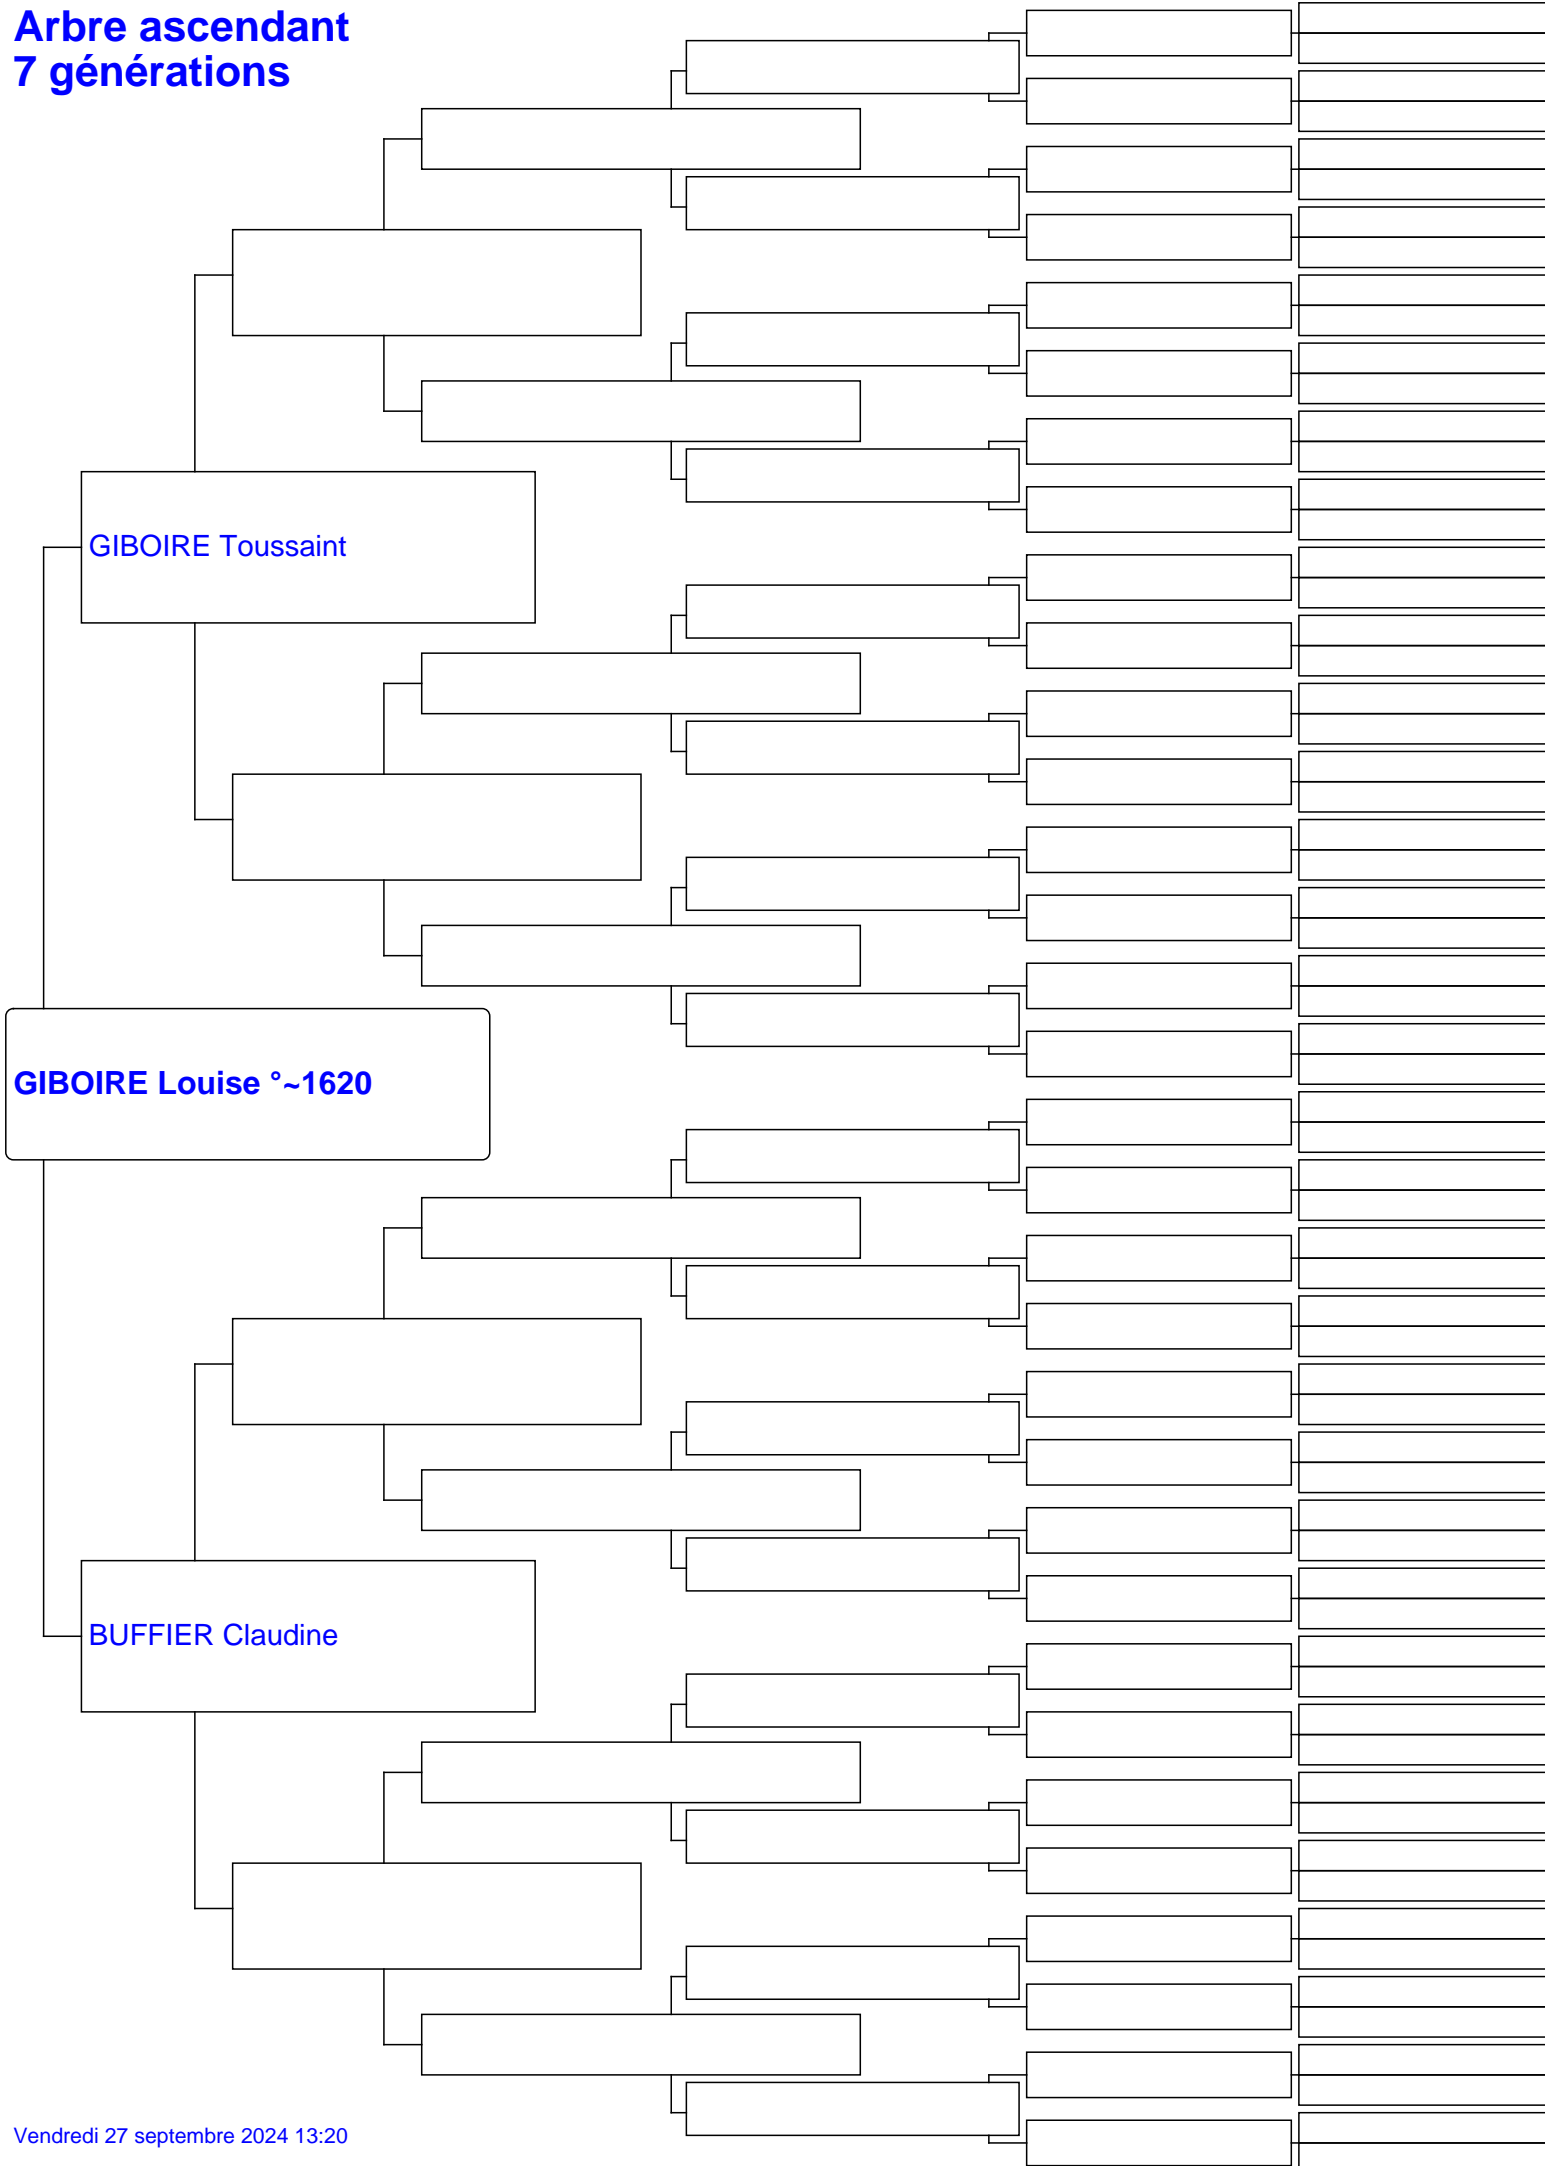 Arbre ascendant
7 générations
GIBOIRE Toussaint
GIBOIRE Louise °~1620
BUFFIER Claudine
Vendredi 27 septembre 2024 13:20